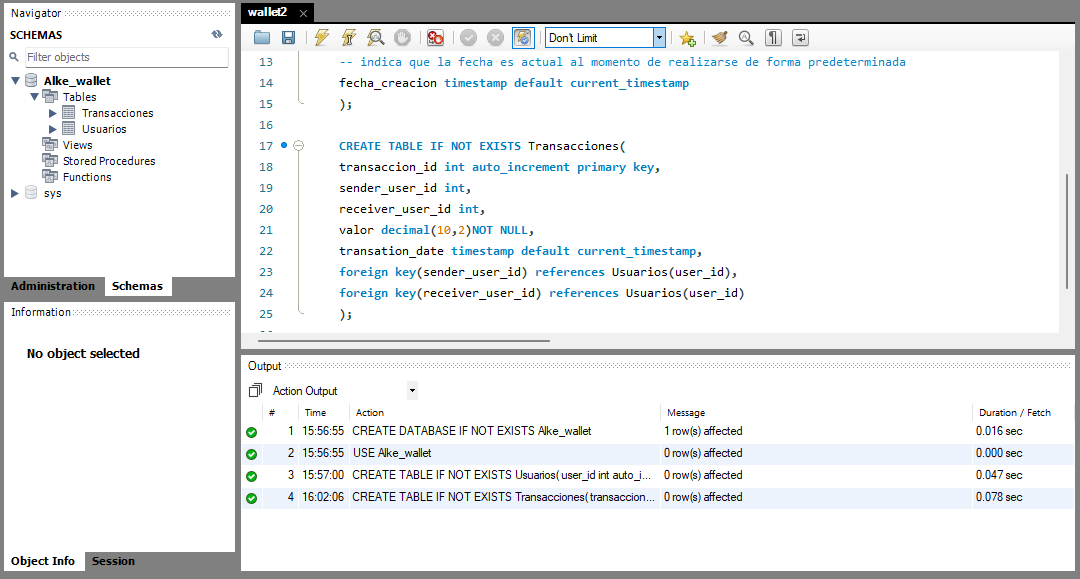 Navigator
SCHEMAS
Filter objects
Alke_wallet
Tables
Transacciones
Usuarios
Views
Stored Procedures
Functions
sys
Administration Schemas
Information
No object selected
Object Info Session
wallet2
Don't Limit
13 -- indica que la fecha es actual al momento de realizarse de forma predeterminada
14 fecha_creacion timestamp default current_timestamp
15 );
16
17 CREATE TABLE IF NOT EXISTS Transacciones(
18 transaccion_id int auto_increment primary key,
19 sender_user_id int,
20 receiver_user_id int,
21 valor decimal(10,2)NOT NULL,
22 transation_date timestamp default current_timestamp,
23 foreign key(sender_user_id) references Usuarios(user_id),
24 foreign key(receiver_user_id) references Usuarios(user_id)
25 );
Output
Action Output
# Time Action Message Duration / Fetch
1 15:56:55 CREATE DATABASE IF NOT EXISTS Alke_wallet 1 row(s) affected 0.016 sec
2 15:56:55 USE Alke_wallet 0 row(s) affected 0.000 sec
3 15:57:00 CREATE TABLE IF NOT EXISTS Usuarios( user_id int auto_i... 0 row(s) affected 0.047 sec
4 16:02:06 CREATE TABLE IF NOT EXISTS Transacciones( transaccion... 0 row(s) affected 0.078 sec